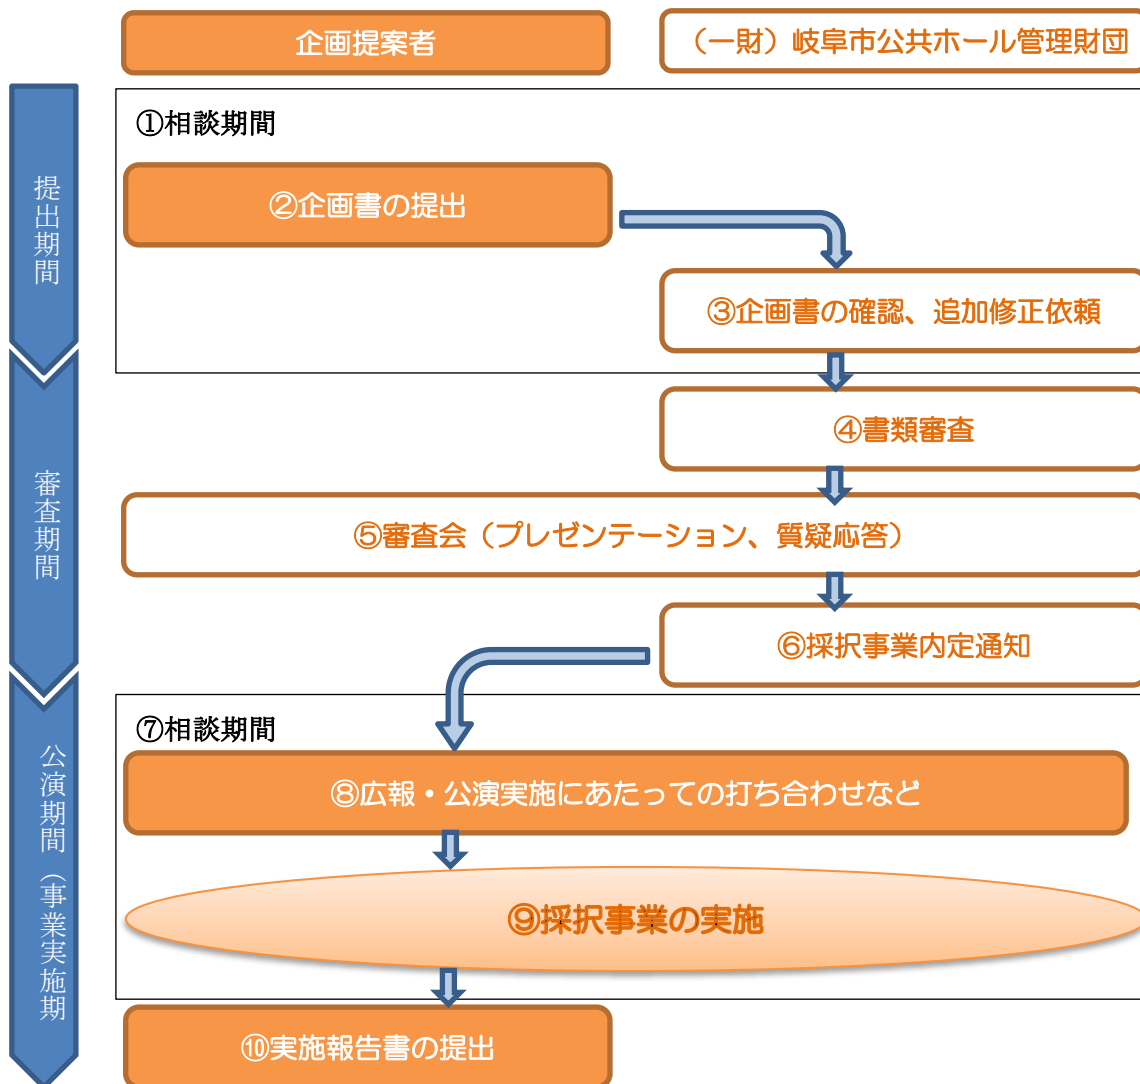 企画提案者
（一財）岐阜市公共ホール管理財団
提出期間
①相談期間
②企画書の提出
③企画書の確認、追加修正依頼
審査期間
④書類審査
⑤審査会（プレゼンテーション、質疑応答）
⑥採択事業内定通知
公演期間（事業実施期
⑦相談期間
⑧広報・公演実施にあたっての打ち合わせなど
⑨採択事業の実施
⑩実施報告書の提出